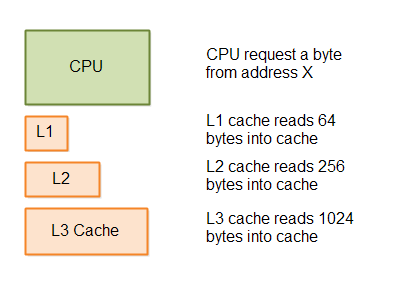 CPU
CPU request a byte
from address X
L1
L1 cache reads 64
bytes into cache
L2
L2 cache reads 256
bytes into cache
L3 Cache
L3 cache reads 1024
bytes into cache